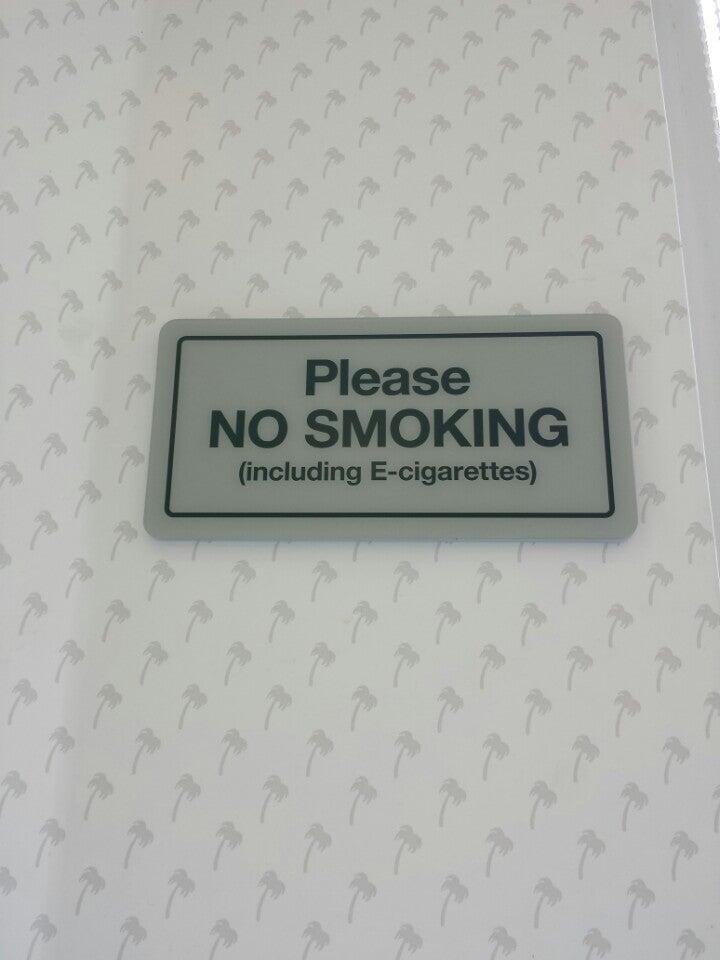 Please
NO SMOKING
(including E-cigarettes)